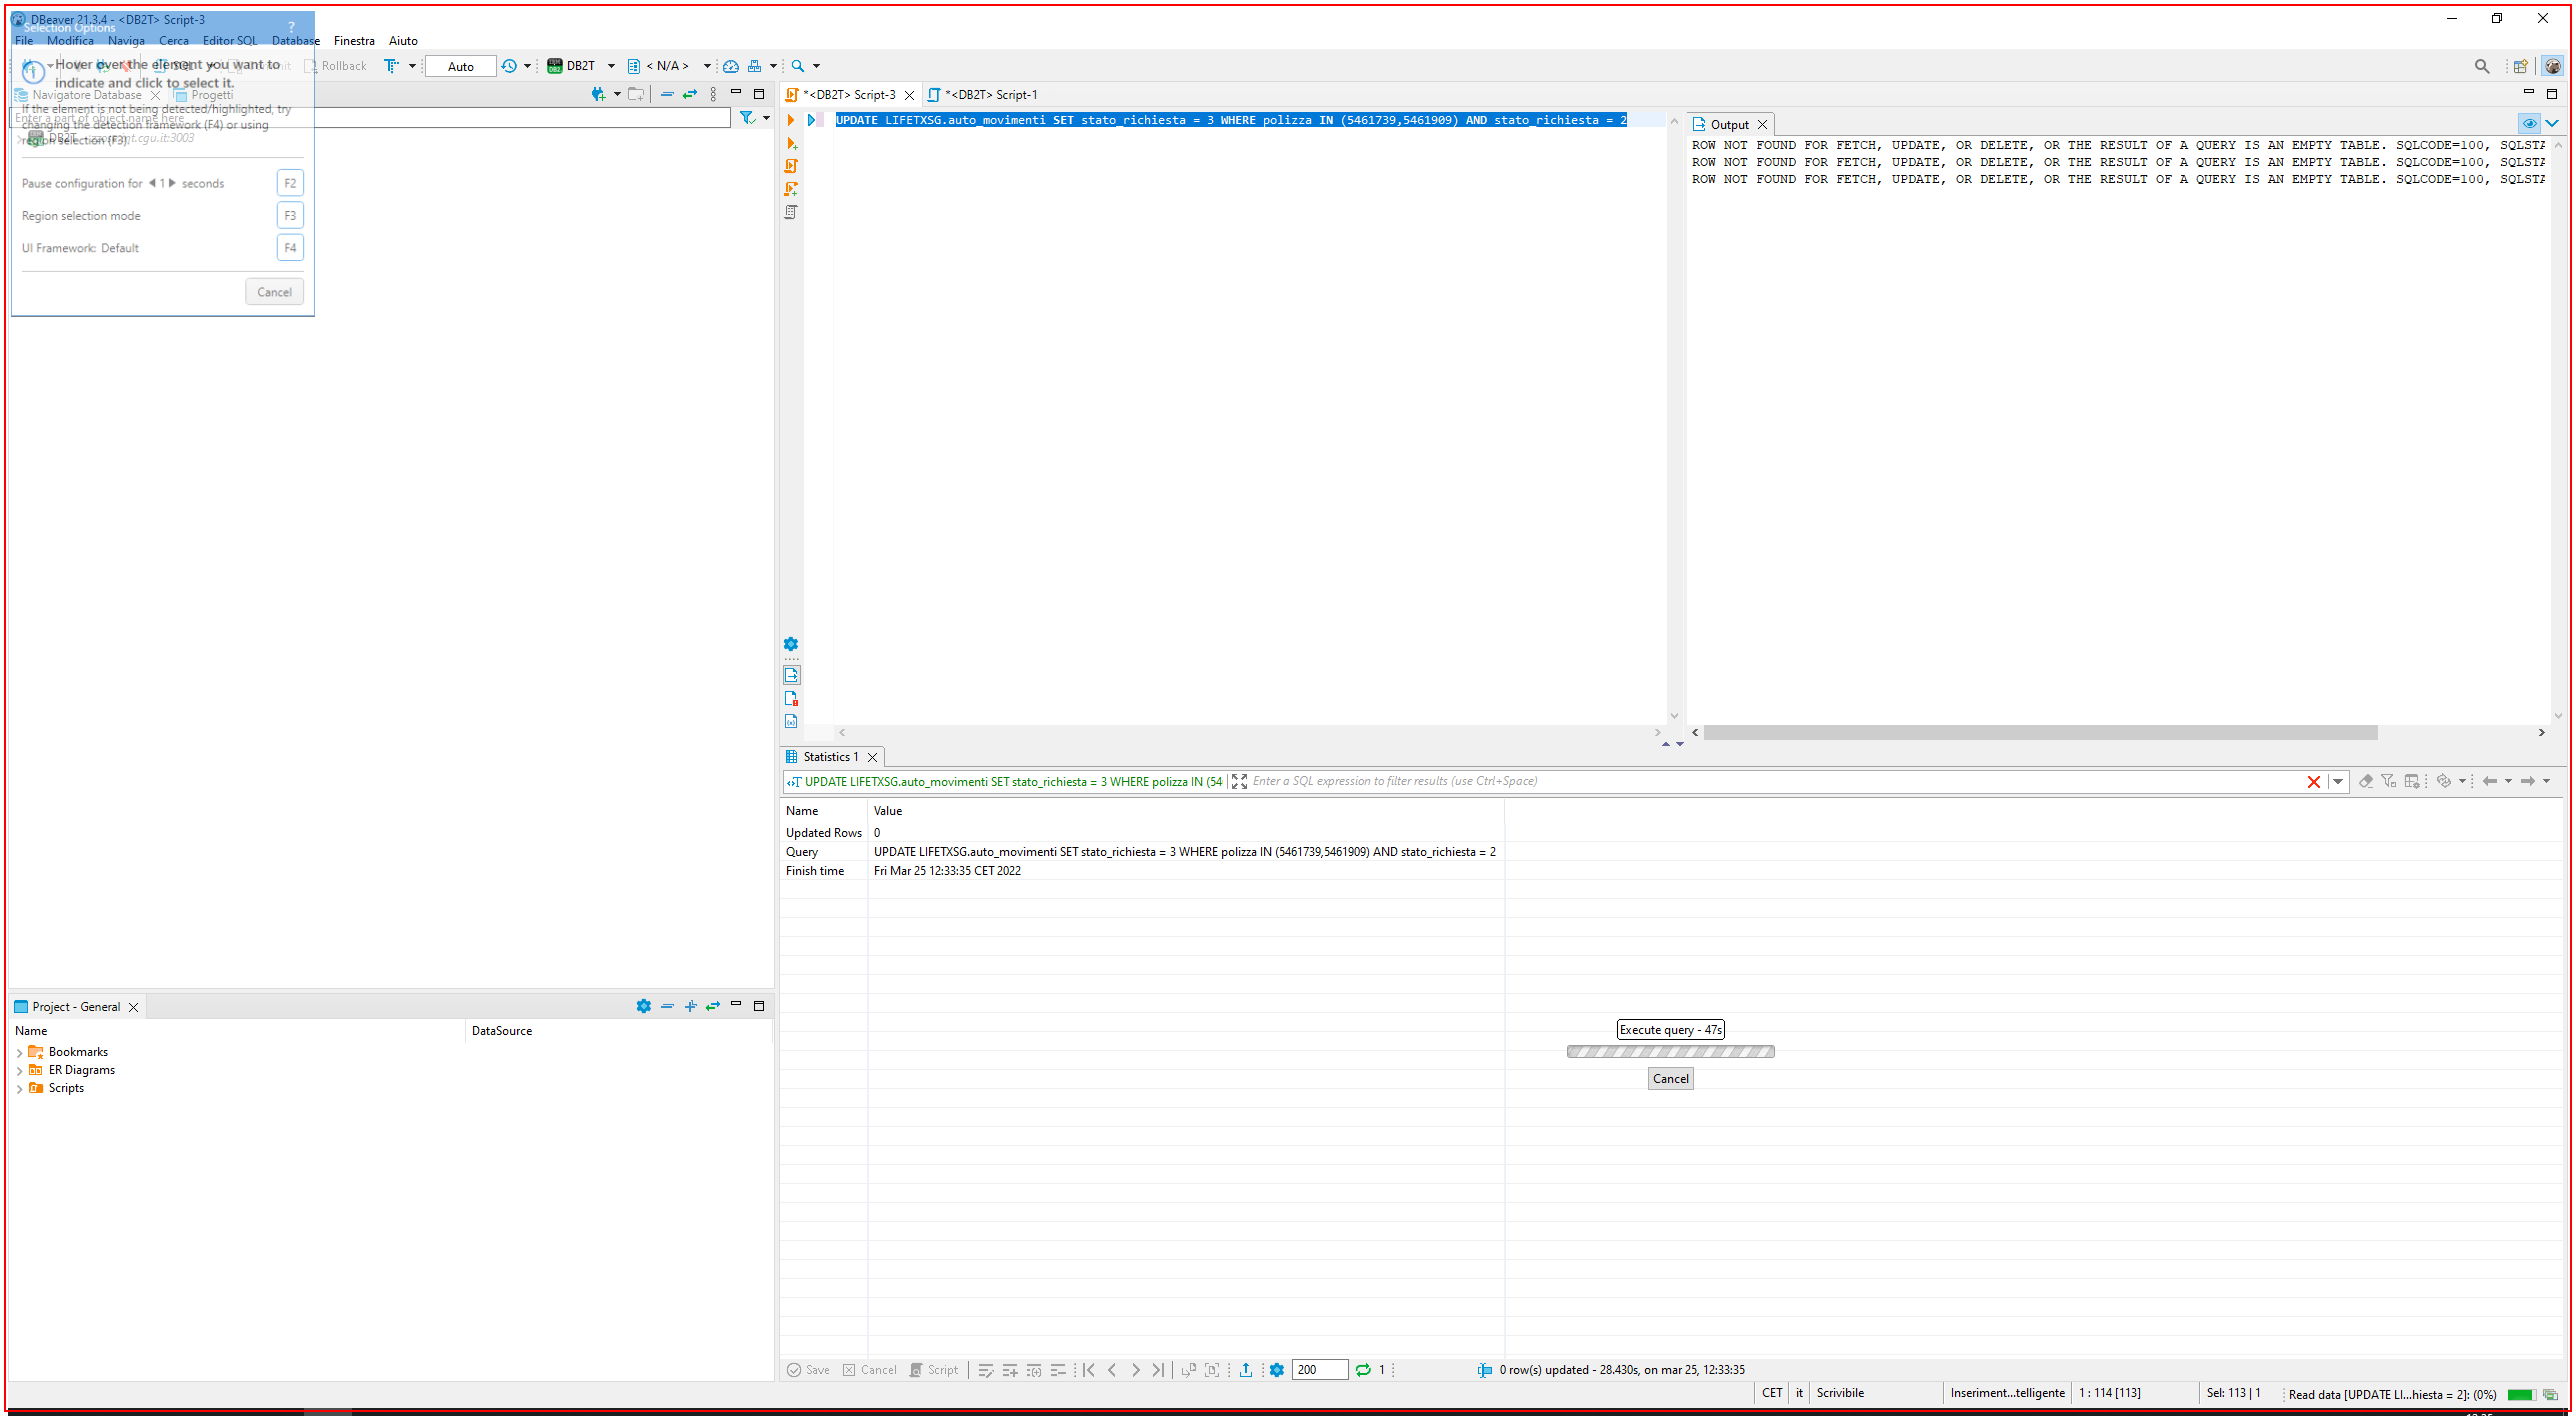 DBeaver 21.3.4 - <DB2T> Script-3
Selection Options ?
File Modifica Naviga Cerca Editor SQL Database Finestra Aiuto
Hover over the element you want to
indicate and click to select it.
If the element is not being detected/highlighted, try
changing the detection framework (F4) or using
region selection (F3).
Pause configuration for 1 seconds F2
Region selection mode F3
UI Framework: Default F4
Cancel
SQL
Rollback
Auto
DB2T
< N/A >
Navigatore Database Progetti
Enter a part of object name here
DB2T
*<DB2T> Script-3 *<DB2T> Script-1
UPDATE LIFETXSG.auto_movimenti SET stato_richiesta = 3 WHERE polizza IN (5461739,5461909) AND stato_richiesta = 2
Output
ROW NOT FOUND FOR FETCH, UPDATE, OR DELETE, OR THE RESULT OF A QUERY IS AN EMPTY TABLE. SQLCODE=100, SQLSTA
ROW NOT FOUND FOR FETCH, UPDATE, OR DELETE, OR THE RESULT OF A QUERY IS AN EMPTY TABLE. SQLCODE=100, SQLSTA
ROW NOT FOUND FOR FETCH, UPDATE, OR DELETE, OR THE RESULT OF A QUERY IS AN EMPTY TABLE. SQLCODE=100, SQLSTA
Statistics 1
UPDATE LIFETXSG.auto_movimenti SET stato_richiesta = 3 WHERE polizza IN (54 Enter a SQL expression to filter results (use Ctrl+Space)
Name Value
Updated Rows 0
Query UPDATE LIFETXSG.auto_movimenti SET stato_richiesta = 3 WHERE polizza IN (5461739,5461909) AND stato_richiesta = 2
Finish time Fri Mar 25 12:33:35 CET 2022
Project - General
Name DataSource
Bookmarks
ER Diagrams
Scripts
Execute query - 47s
Cancel
Save Cancel Script 200 1 0 row(s) updated - 28.430s, on mar 25, 12:33:35
CET it Scrivibile Inseriment...telligente 1 : 114 [113] Sel: 113 | 1 Read data [UPDATE LI...hiesta = 2]: (0%)